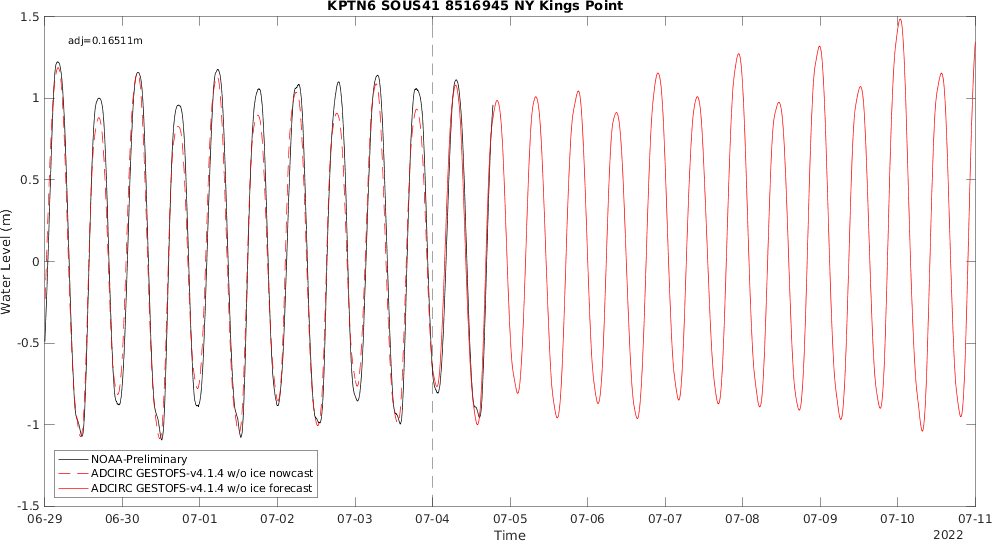 KPTN6 SOUS41 8516945 NY Kings Point
1.5
adj=0.16511m
1
0.5
Water Level (m)
0
-0.5
-1
NOAA-Preliminary
ADCIRC GESTOFS-v4.1.4 w/o ice nowcast
ADCIRC GESTOFS-v4.1.4 w/o ice forecast
-1.5
06-29 06-30 07-01 07-02 07-03 07-04 07-05 07-06 07-07 07-08 07-09 07-10 07-11
Time
2022